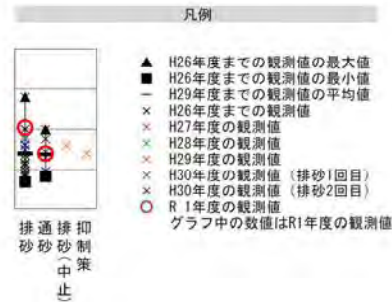 凡例
▲ H26年度までの観測値の最大値
■ H26年度までの観測値の最小値
－ H29年度までの観測値の平均値
× H26年度までの観測値
× H27年度の観測値
× H28年度の観測値
× H29年度の観測値
× H30年度の観測値（排砂1回目）
× H30年度の観測値（排砂2回目）
○ R 1年度の観測値
グラフ中の数値はR1年度の観測値
排砂
通砂
排砂(中止)
抑制策